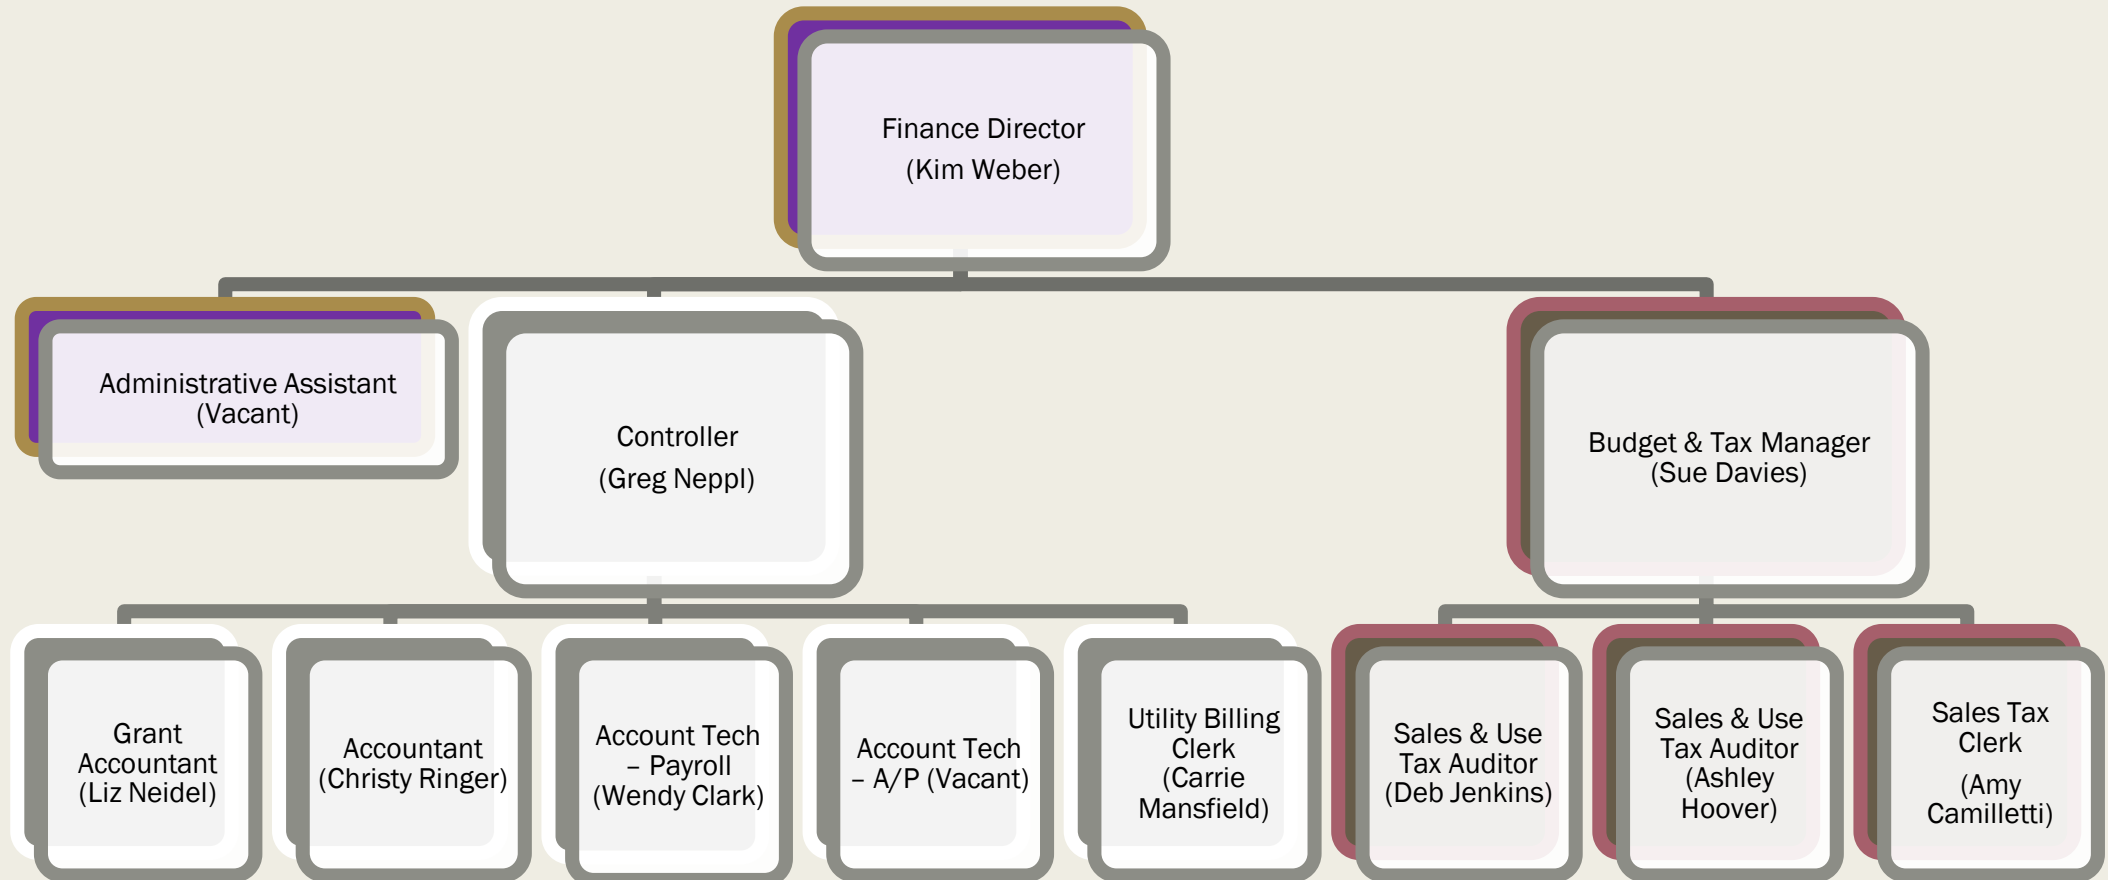 Finance Director
(Kim Weber)
Administrative Assistant
(Vacant)
Controller
(Greg Neppl)
Budget & Tax Manager
(Sue Davies)
Grant
Accountant
(Liz Neidel)
Accountant
(Christy Ringer)
Account Tech
– Payroll
(Wendy Clark)
Account Tech
– A/P (Vacant)
Utility Billing
Clerk
(Carrie
Mansfield)
Sales & Use
Tax Auditor
(Deb Jenkins)
Sales & Use
Tax Auditor
(Ashley
Hoover)
Sales Tax
Clerk
(Amy
Camilletti)